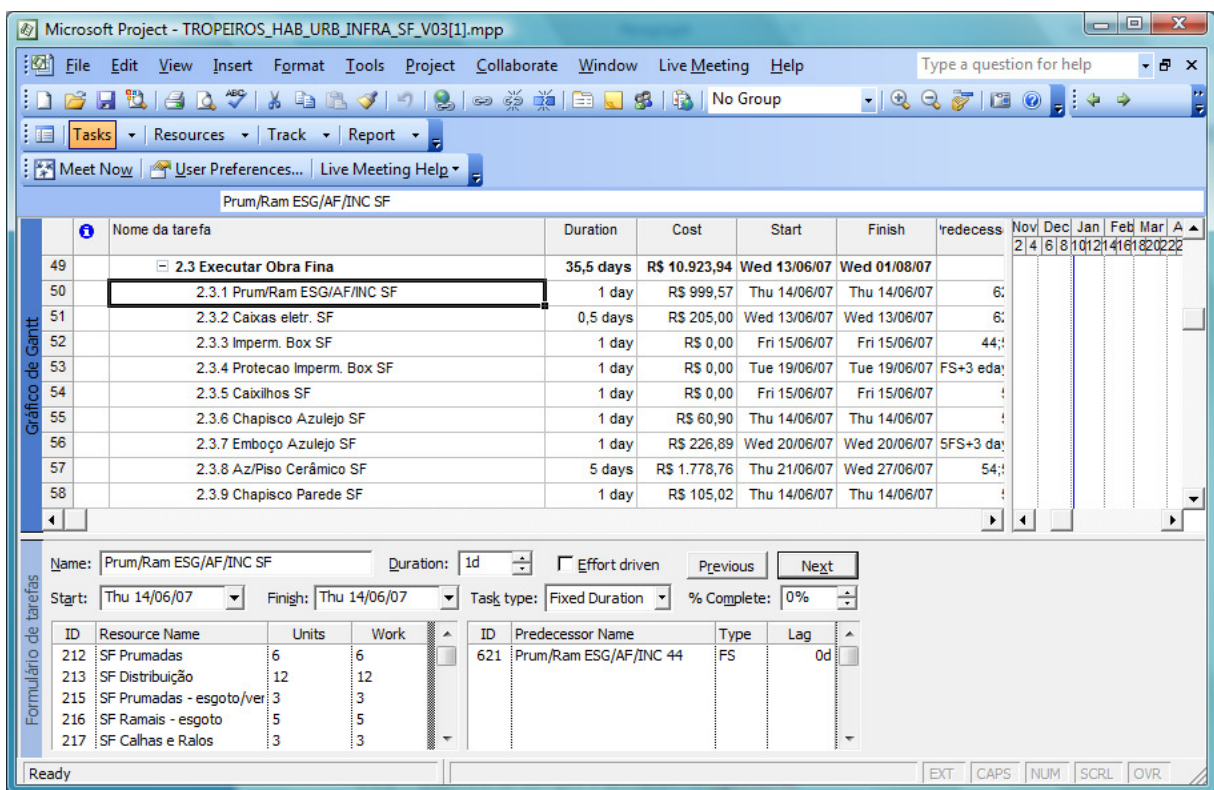 Microsoft Project - TROPEIROS_HAB_URB_INFRA_SF_V03[1].mpp
File Edit View Insert Format Tools Project Collaborate Window Live Meeting Help Type a question for help
No Group
Tasks Resources Track Report
Meet Now User Preferences... Live Meeting Help
Prum/Ram ESG/AF/INC SF
Nome da tarefa Duration Cost Start Finish 'redecess Nov Dec Jan Feb Mar A
2 4 6 8 10 12 14 16 18 20 22 2
49 2.3 Executar Obra Fina 35,5 days R$ 10.923,94 Wed 13/06/07 Wed 01/08/07
50 2.3.1 Prum/Ram ESG/AF/INC SF 1 day R$ 999,57 Thu 14/06/07 Thu 14/06/07
51 2.3.2 Caixas eletr. SF 0,5 days R$ 205,00 Wed 13/06/07 Wed 13/06/07
52 2.3.3 Imperm. Box SF 1 day R$ 0,00 Fri 15/06/07 Fri 15/06/07 44;
53 2.3.4 Protecao Imperm. Box SF 1 day R$ 0,00 Tue 19/06/07 Tue 19/06/07 FS+3 eday
54 2.3.5 Caixilhos SF 1 day R$ 0,00 Fri 15/06/07 Fri 15/06/07
55 2.3.6 Chapisco Azulejo SF 1 day R$ 60,90 Thu 14/06/07 Thu 14/06/07
56 2.3.7 Emboço Azulejo SF 1 day R$ 226,89 Wed 20/06/07 Wed 20/06/07 5FS+3 day
57 2.3.8 Az/Piso Cerâmico SF 5 days R$ 1.778,76 Thu 21/06/07 Wed 27/06/07 54;
58 2.3.9 Chapisco Parede SF 1 day R$ 105,02 Thu 14/06/07 Thu 14/06/07
Gráfico de Gantt
Name: Prum/Ram ESG/AF/INC SF Duration: 1d Effort driven Previous Next
Start: Thu 14/06/07 Finish: Thu 14/06/07 Task type: Fixed Duration % Complete: 0%
ID Resource Name Units Work ID Predecessor Name Type Lag
212 SF Prumadas 6 6 621 Prum/Ram ESG/AF/INC 44 FS 0d
213 SF Distribuição 12 12
215 SF Prumadas - esgoto/ver 3 3
216 SF Ramais - esgoto 5 5
217 SF Calhas e Ralos 3 3
Formulário de tarefas
Ready EXT CAPS NUM SCRL OVR